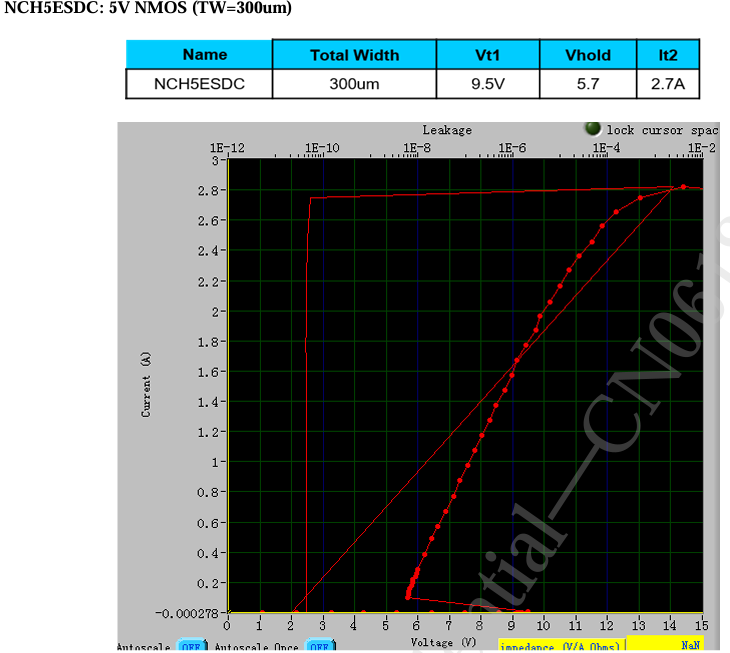 NCH5ESDC: 5V NMOS (TW=300um)
Name Total Width Vt1 Vhold It2
NCH5ESDC 300um 9.5V 5.7 2.7A
Leakage lock cursor spac
1E-12 1E-10 1E-8 1E-6 1E-4 1E-2
3
2.8
2.6
2.4
2.2
2
1.8
1.6
1.4
1.2
1
0.8
0.6
0.4
0.2
-0.000278
Current (A)
0 1 2 3 4 5 6 7 8 9 10 11 12 13 14 15
Voltage (V)
Autoscale OFF Autoscale Once OFF impedance (V/A Ohms) NaN
tial—CN06